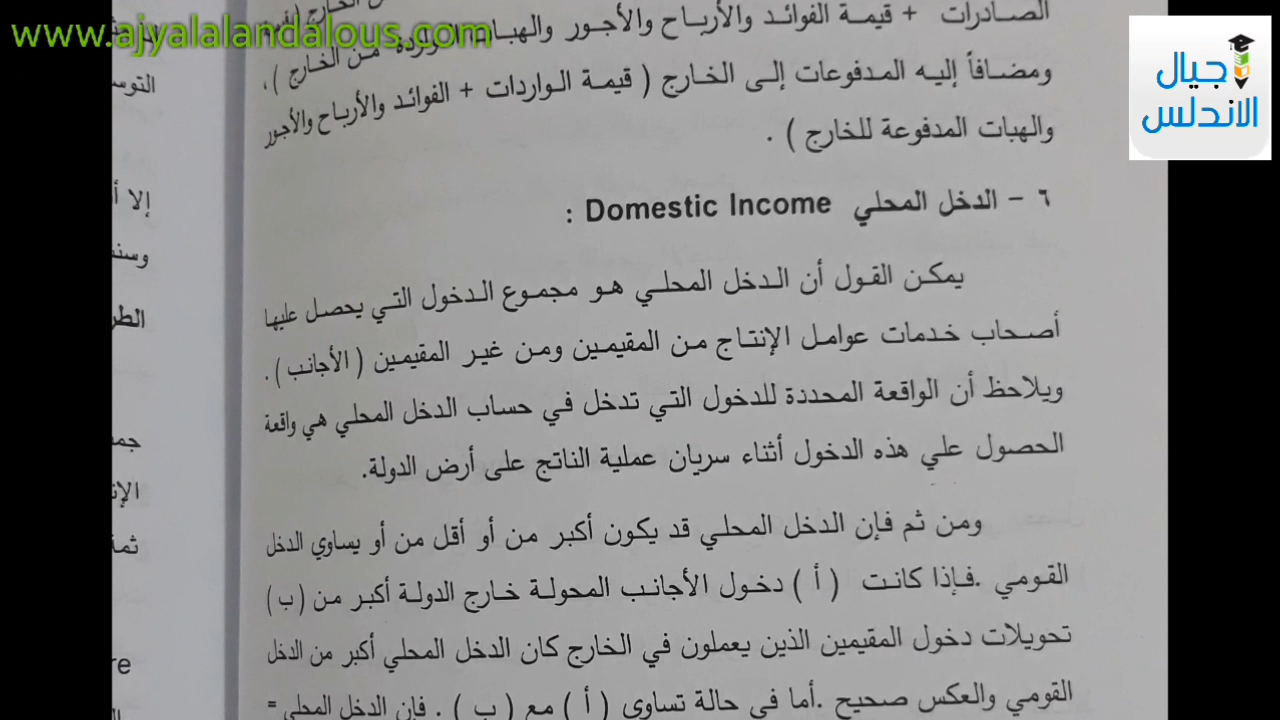 www.ajyalalandalous.com
أجيال
الاندلس
الصادرات + قيمة الفوائد والأرباح والأجور والهبات الواردة من الخارج ) ،
ومضافاً إليه المدفوعات إلى الخارج ( قيمة الواردات + الفوائد والأرباح والأجور
والهبات المدفوعة للخارج ) .
٦ - الدخل المحلي Domestic Income :
يمكن القول أن الدخل المحلي هو مجموع الدخول التي يحصل عليها
أصحاب خدمات عوامل الإنتاج من المقيمين ومن غير المقيمين ( الأجانب ) .
ويلاحظ أن الواقعة المحددة للدخول التي تدخل في حساب الدخل المحلي هي واقعة
الحصول علي هذه الدخول أثناء سريان عملية الناتج على أرض الدولة.
ومن ثم فإن الدخل المحلي قد يكون أكبر من أو أقل من أو يساوي الدخل
القومي .فإذا كانت ( أ ) دخول الأجانب المحولة خارج الدولة أكبر من ( ب )
تحويلات دخول المقيمين الذين يعملون في الخارج كان الدخل المحلي أكبر من الدخل
القومي والعكس صحيح .أما في حالة تساوى ( أ ) مع ( ب ) . فإن الدخل المحلي =
إلا